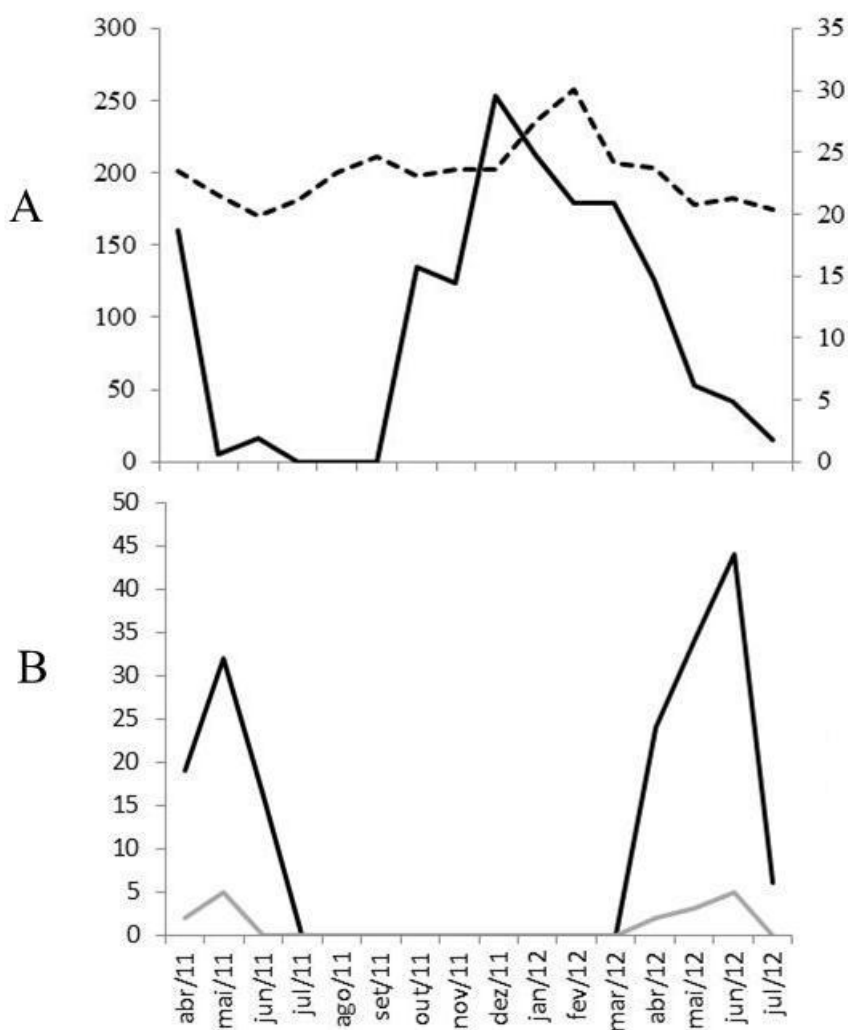 A
300
250
200
150
100
50
0
35
30
25
20
15
10
5
0
B
50
45
40
35
30
25
20
15
10
5
0
abr/11
mai/11
jun/11
jul/11
ago/11
set/11
out/11
nov/11
dez/11
jan/12
fev/12
mar/12
abr/12
mai/12
jun/12
jul/12